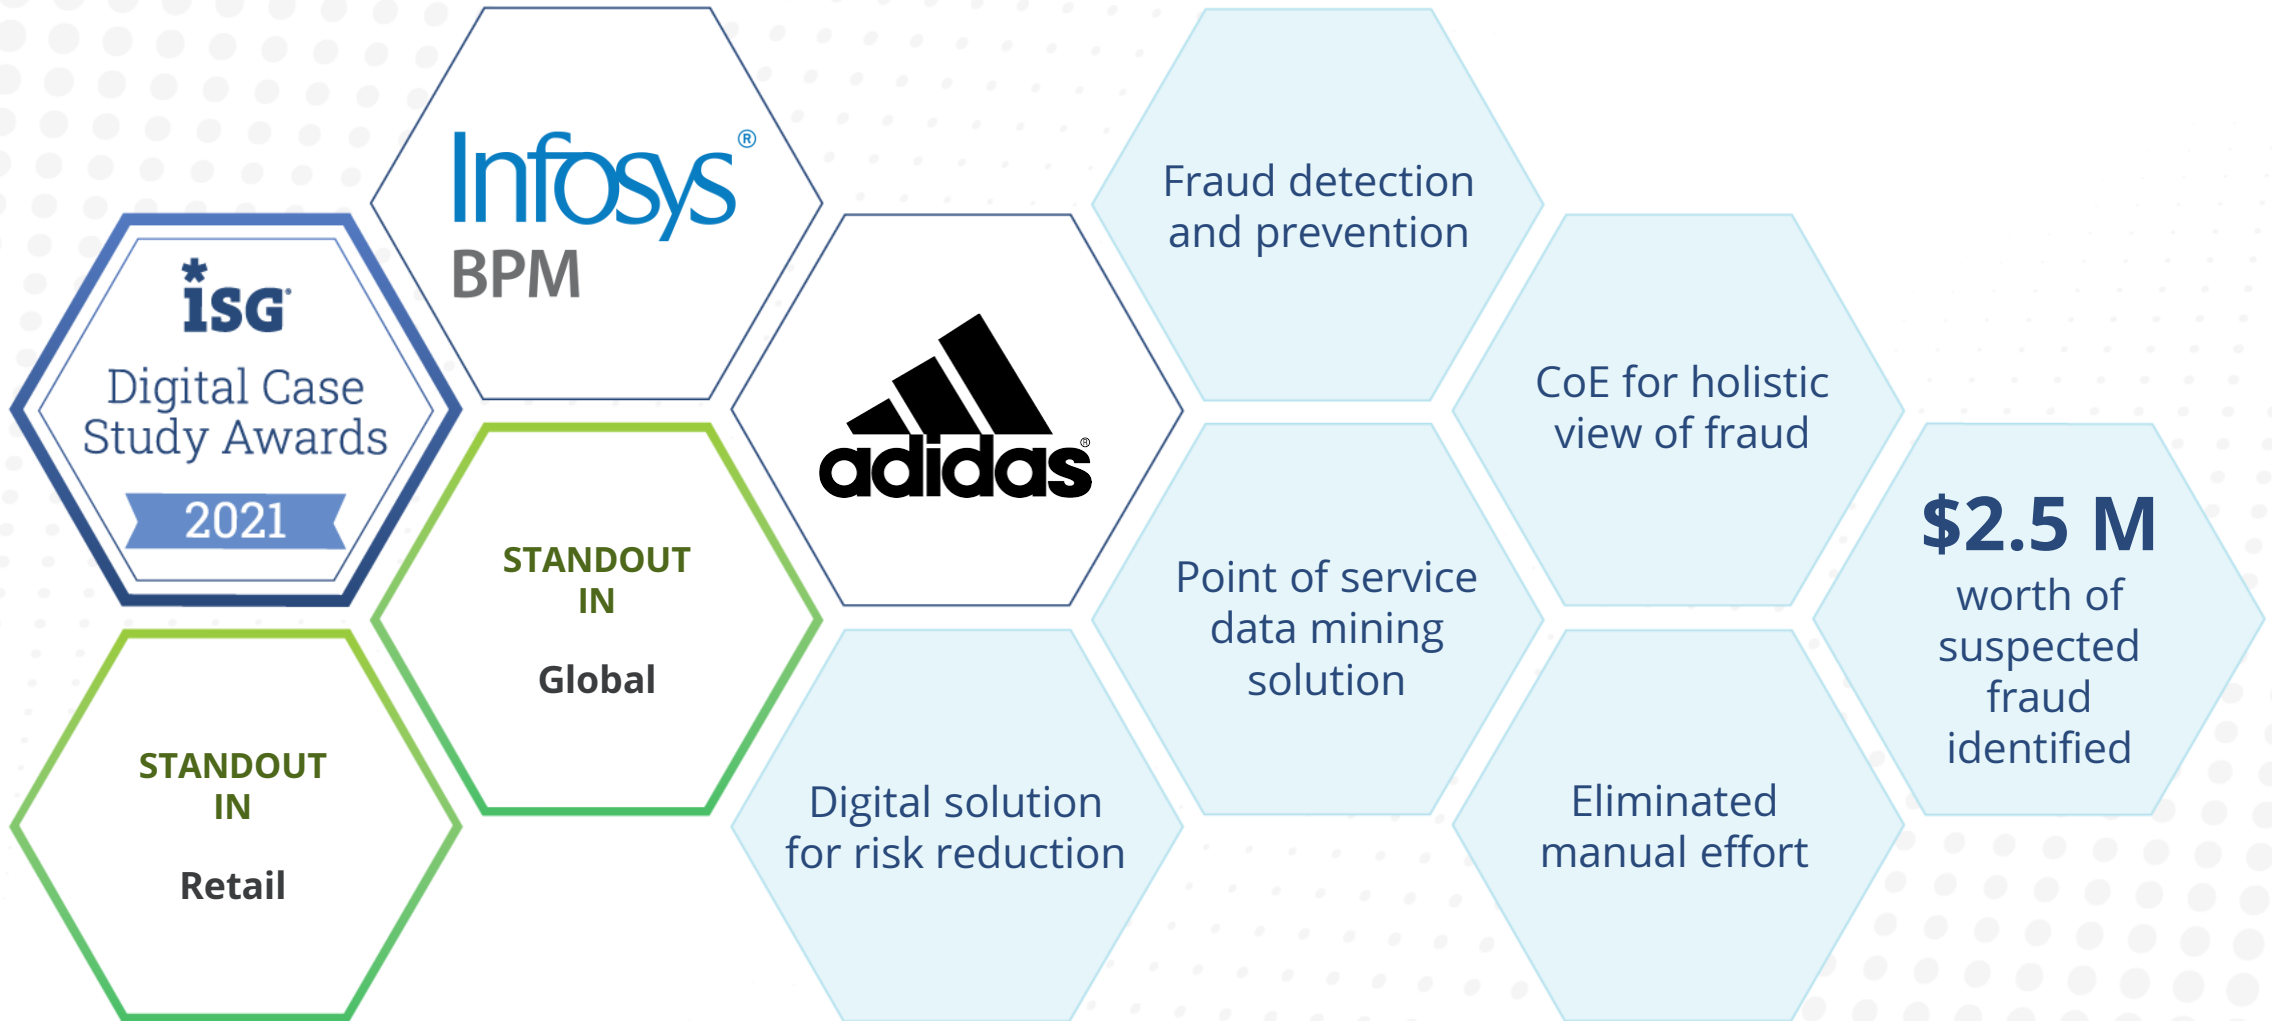 Infosys®
BPM
isG
Digital Case
Study Awards
2021
STANDOUT
IN
Global
STANDOUT
IN
Retail
adidas®
Fraud detection
and prevention
CoE for holistic
view of fraud
Point of service
data mining
solution
Digital solution
for risk reduction
Eliminated
manual effort
$2.5 M
worth of
suspected
fraud
identified